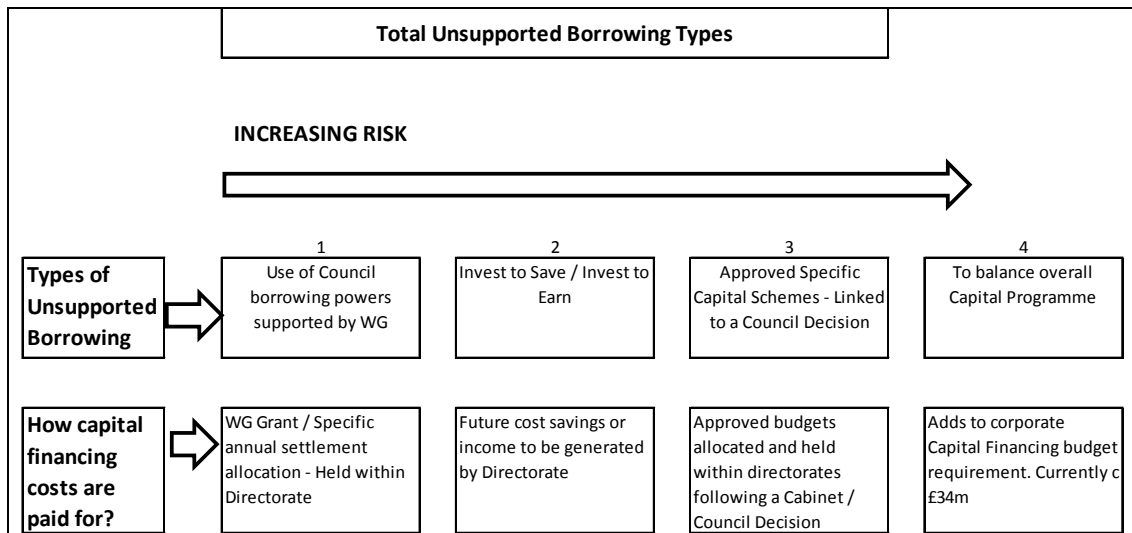 Total Unsupported Borrowing Types
INCREASING RISK
1
2
3
4
Types of
Unsupported
Borrowing
Use of Council
borrowing powers
supported by WG
Invest to Save / Invest to
Earn
Approved Specific
Capital Schemes - Linked
to a Council Decision
To balance overall
Capital Programme
How capital
financing
costs are
paid for?
WG Grant / Specific
annual settlement
allocation - Held within
Directorate
Future cost savings or
income to be generated
by Directorate
Approved budgets
allocated and held
within directorates
following a Cabinet /
Council Decision
Adds to corporate
Capital Financing budget
requirement. Currently c
£34m